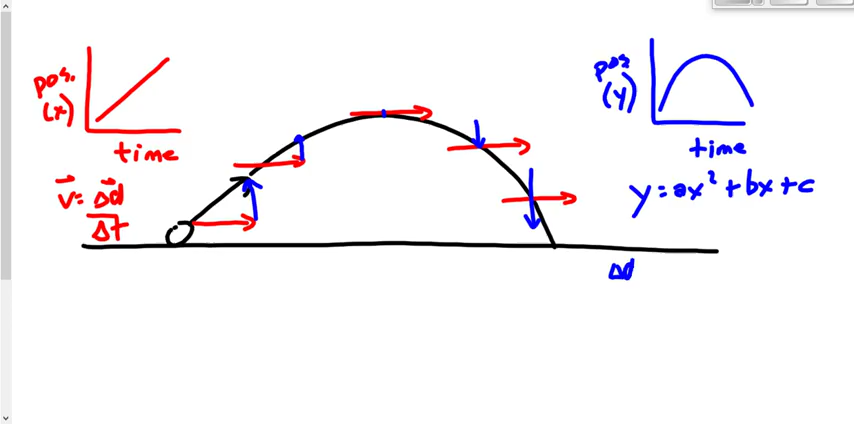 pos.
(x)
time
v = Δd
Δt
pos
(y)
time
y = ax² + bx + c
Δd